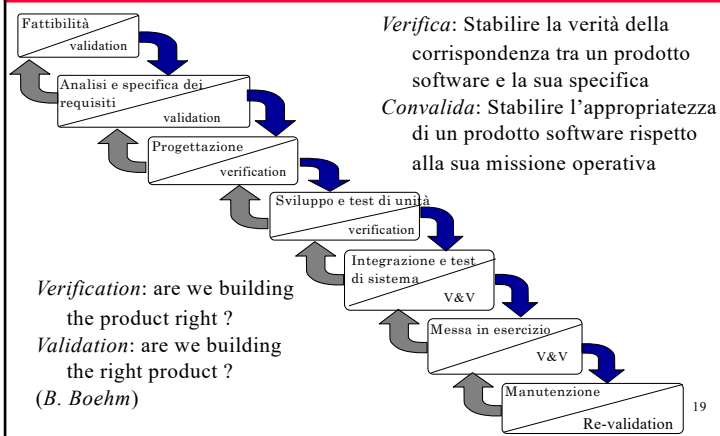 Fattibilità
validation
Analisi e specifica dei
requisiti
validation
Progettazione
verification
Sviluppo e test di unità
verification
Integrazione e test
di sistema
V&V
Messa in esercizio
V&V
Manutenzione
Re-validation
Verifica: Stabilire la verità della
corrispondenza tra un prodotto
software e la sua specifica
Convalida: Stabilire l’appropriatezza
di un prodotto software rispetto
alla sua missione operativa
Verification: are we building
the product right ?
Validation: are we building
the right product ?
(B. Boehm)
19